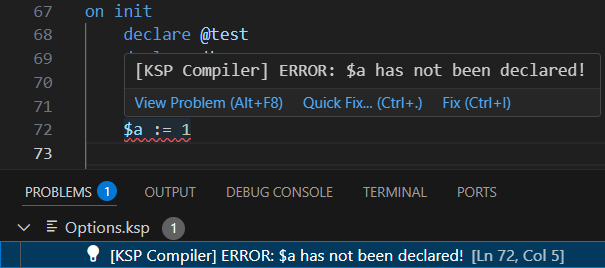 67 on init
68 declare @test
69
[KSP Compiler] ERROR: $a has not been declared!
70
View Problem (Alt+F8) Quick Fix... (Ctrl+.) Fix (Ctrl+I)
71
72 $a := 1
73
PROBLEMS 1 OUTPUT DEBUG CONSOLE TERMINAL PORTS
Options.ksp 1
[KSP Compiler] ERROR: $a has not been declared! [Ln 72, Col 5]